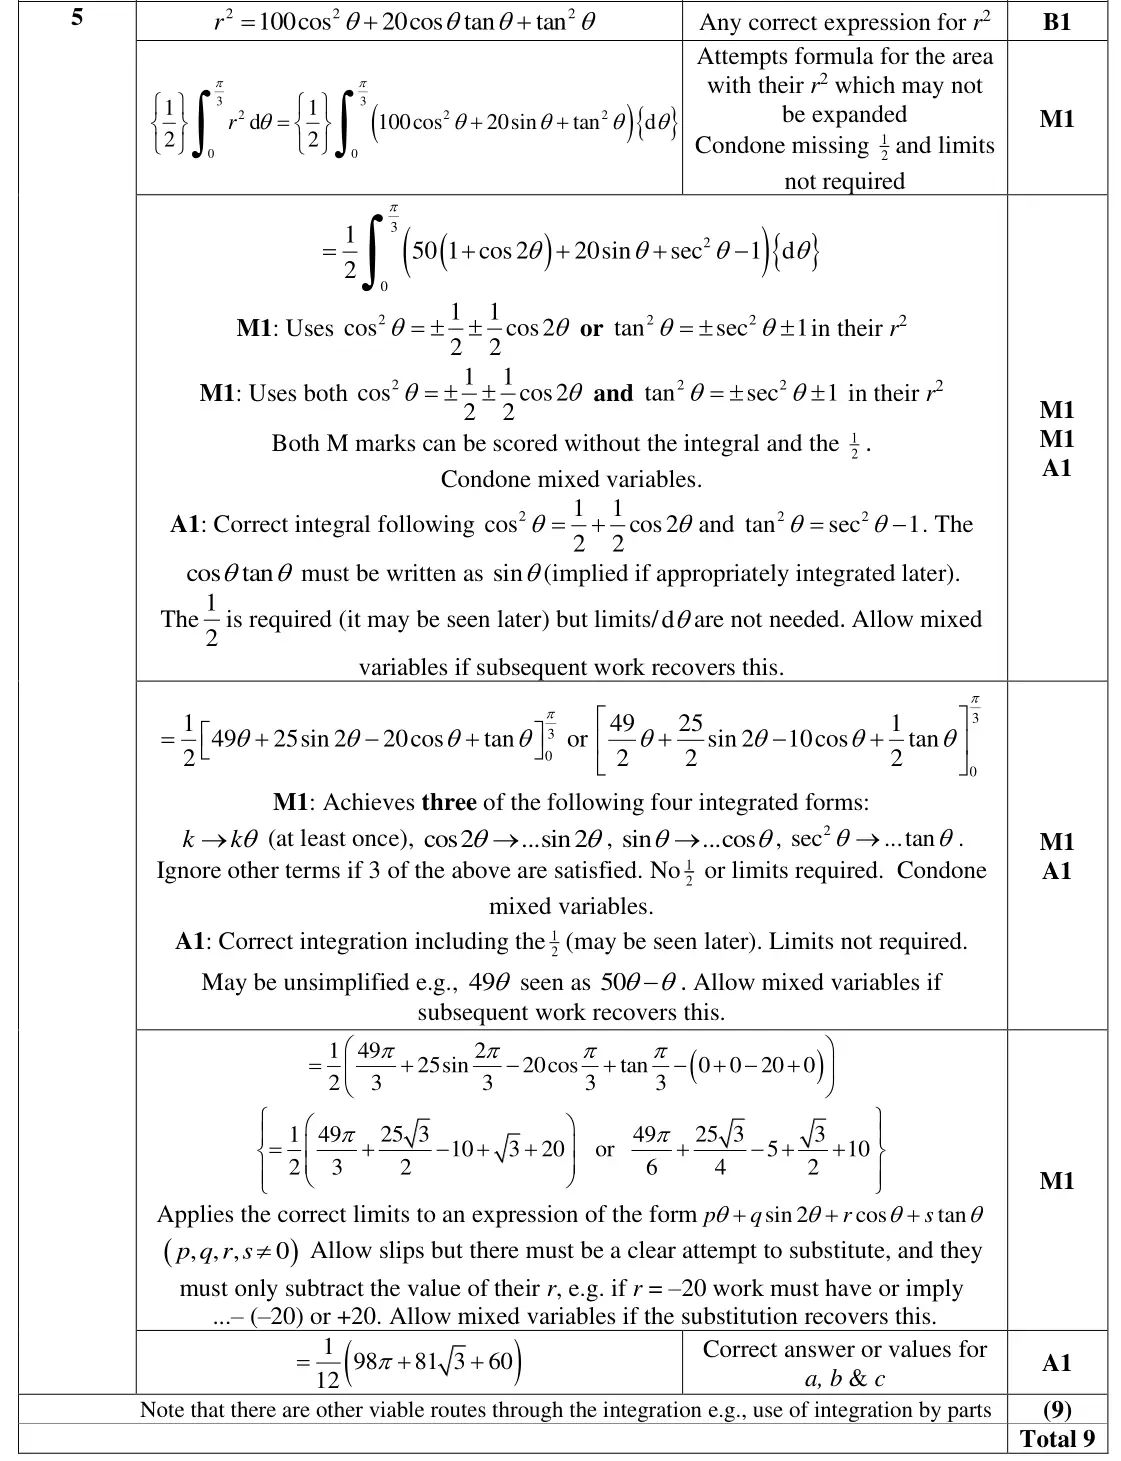 5
r² = 100cos²θ + 20cosθ tanθ + tan²θ
Any correct expression for r²
B1
{1/2} ∫₀^(π/3) r² dθ = {1/2} ∫₀^(π/3) (100cos²θ + 20sinθ + tan²θ){dθ}
Attempts formula for the area
with their r² which may not
be expanded
Condone missing 1/2 and limits
not required
M1
= 1/2 ∫₀^(π/3) (50(1+cos2θ) + 20sinθ + sec²θ − 1){dθ}
M1: Uses cos²θ = ±1/2 ± 1/2 cos2θ or tan²θ = ±sec²θ ±1 in their r²
M1: Uses both cos²θ = ±1/2 ± 1/2 cos2θ and tan²θ = ±sec²θ ±1 in their r²
Both M marks can be scored without the integral and the 1/2 .
Condone mixed variables.
A1: Correct integral following cos²θ = 1/2 + 1/2 cos2θ and tan²θ = sec²θ − 1. The
cosθ tanθ must be written as sinθ (implied if appropriately integrated later).
The 1/2 is required (it may be seen later) but limits/dθ are not needed. Allow mixed
variables if subsequent work recovers this.
M1
M1
A1
= 1/2 [49θ + 25sin2θ − 20cosθ + tanθ]₀^(π/3) or [49/2 θ + 25/2 sin2θ − 10cosθ + 1/2 tanθ]₀^(π/3)
M1: Achieves three of the following four integrated forms:
k → kθ (at least once), cos2θ → ...sin2θ, sinθ → ...cosθ, sec²θ → ...tanθ.
Ignore other terms if 3 of the above are satisfied. No 1/2 or limits required. Condone
mixed variables.
A1: Correct integration including the 1/2 (may be seen later). Limits not required.
May be unsimplified e.g., 49θ seen as 50θ − θ. Allow mixed variables if
subsequent work recovers this.
M1
A1
= 1/2 (49π/3 + 25sin 2π/3 − 20cos π/3 + tan π/3 − (0+0−20+0))
{= 1/2 (49π/3 + 25√3/2 − 10 + √3 + 20) or 49π/6 + 25√3/4 − 5 + √3/2 + 10}
Applies the correct limits to an expression of the form pθ + qsin2θ + rcosθ + stanθ
(p,q,r,s ≠ 0) Allow slips but there must be a clear attempt to substitute, and they
must only subtract the value of their r, e.g. if r = –20 work must have or imply
...– (–20) or +20. Allow mixed variables if the substitution recovers this.
M1
= 1/12 (98π + 81√3 + 60)
Correct answer or values for
a, b & c
A1
Note that there are other viable routes through the integration e.g., use of integration by parts
(9)
Total 9